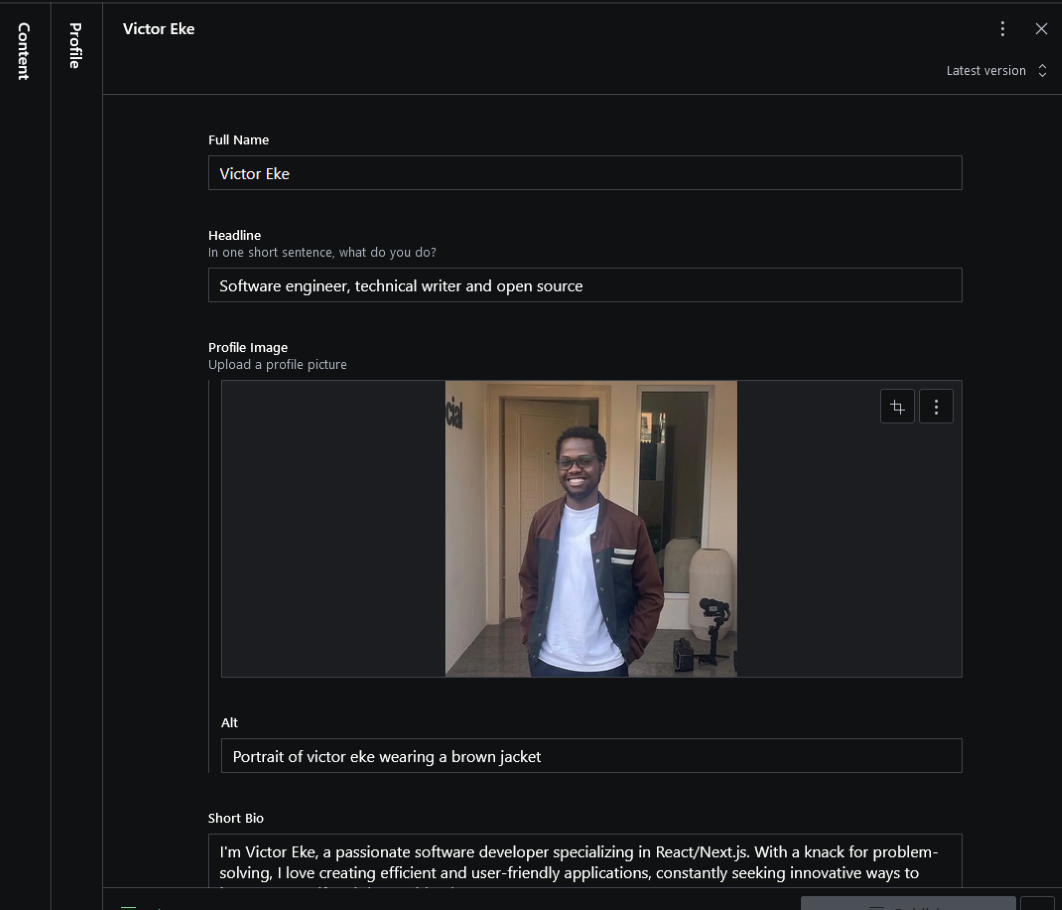 Content
Profile
Victor Eke
Latest version
Full Name
Victor Eke
Headline
In one short sentence, what do you do?
Software engineer, technical writer and open source
Profile Image
Upload a profile picture
cial
Alt
Portrait of victor eke wearing a brown jacket
Short Bio
I'm Victor Eke, a passionate software developer specializing in React/Next.js. With a knack for problem-
solving, I love creating efficient and user-friendly applications, constantly seeking innovative ways to